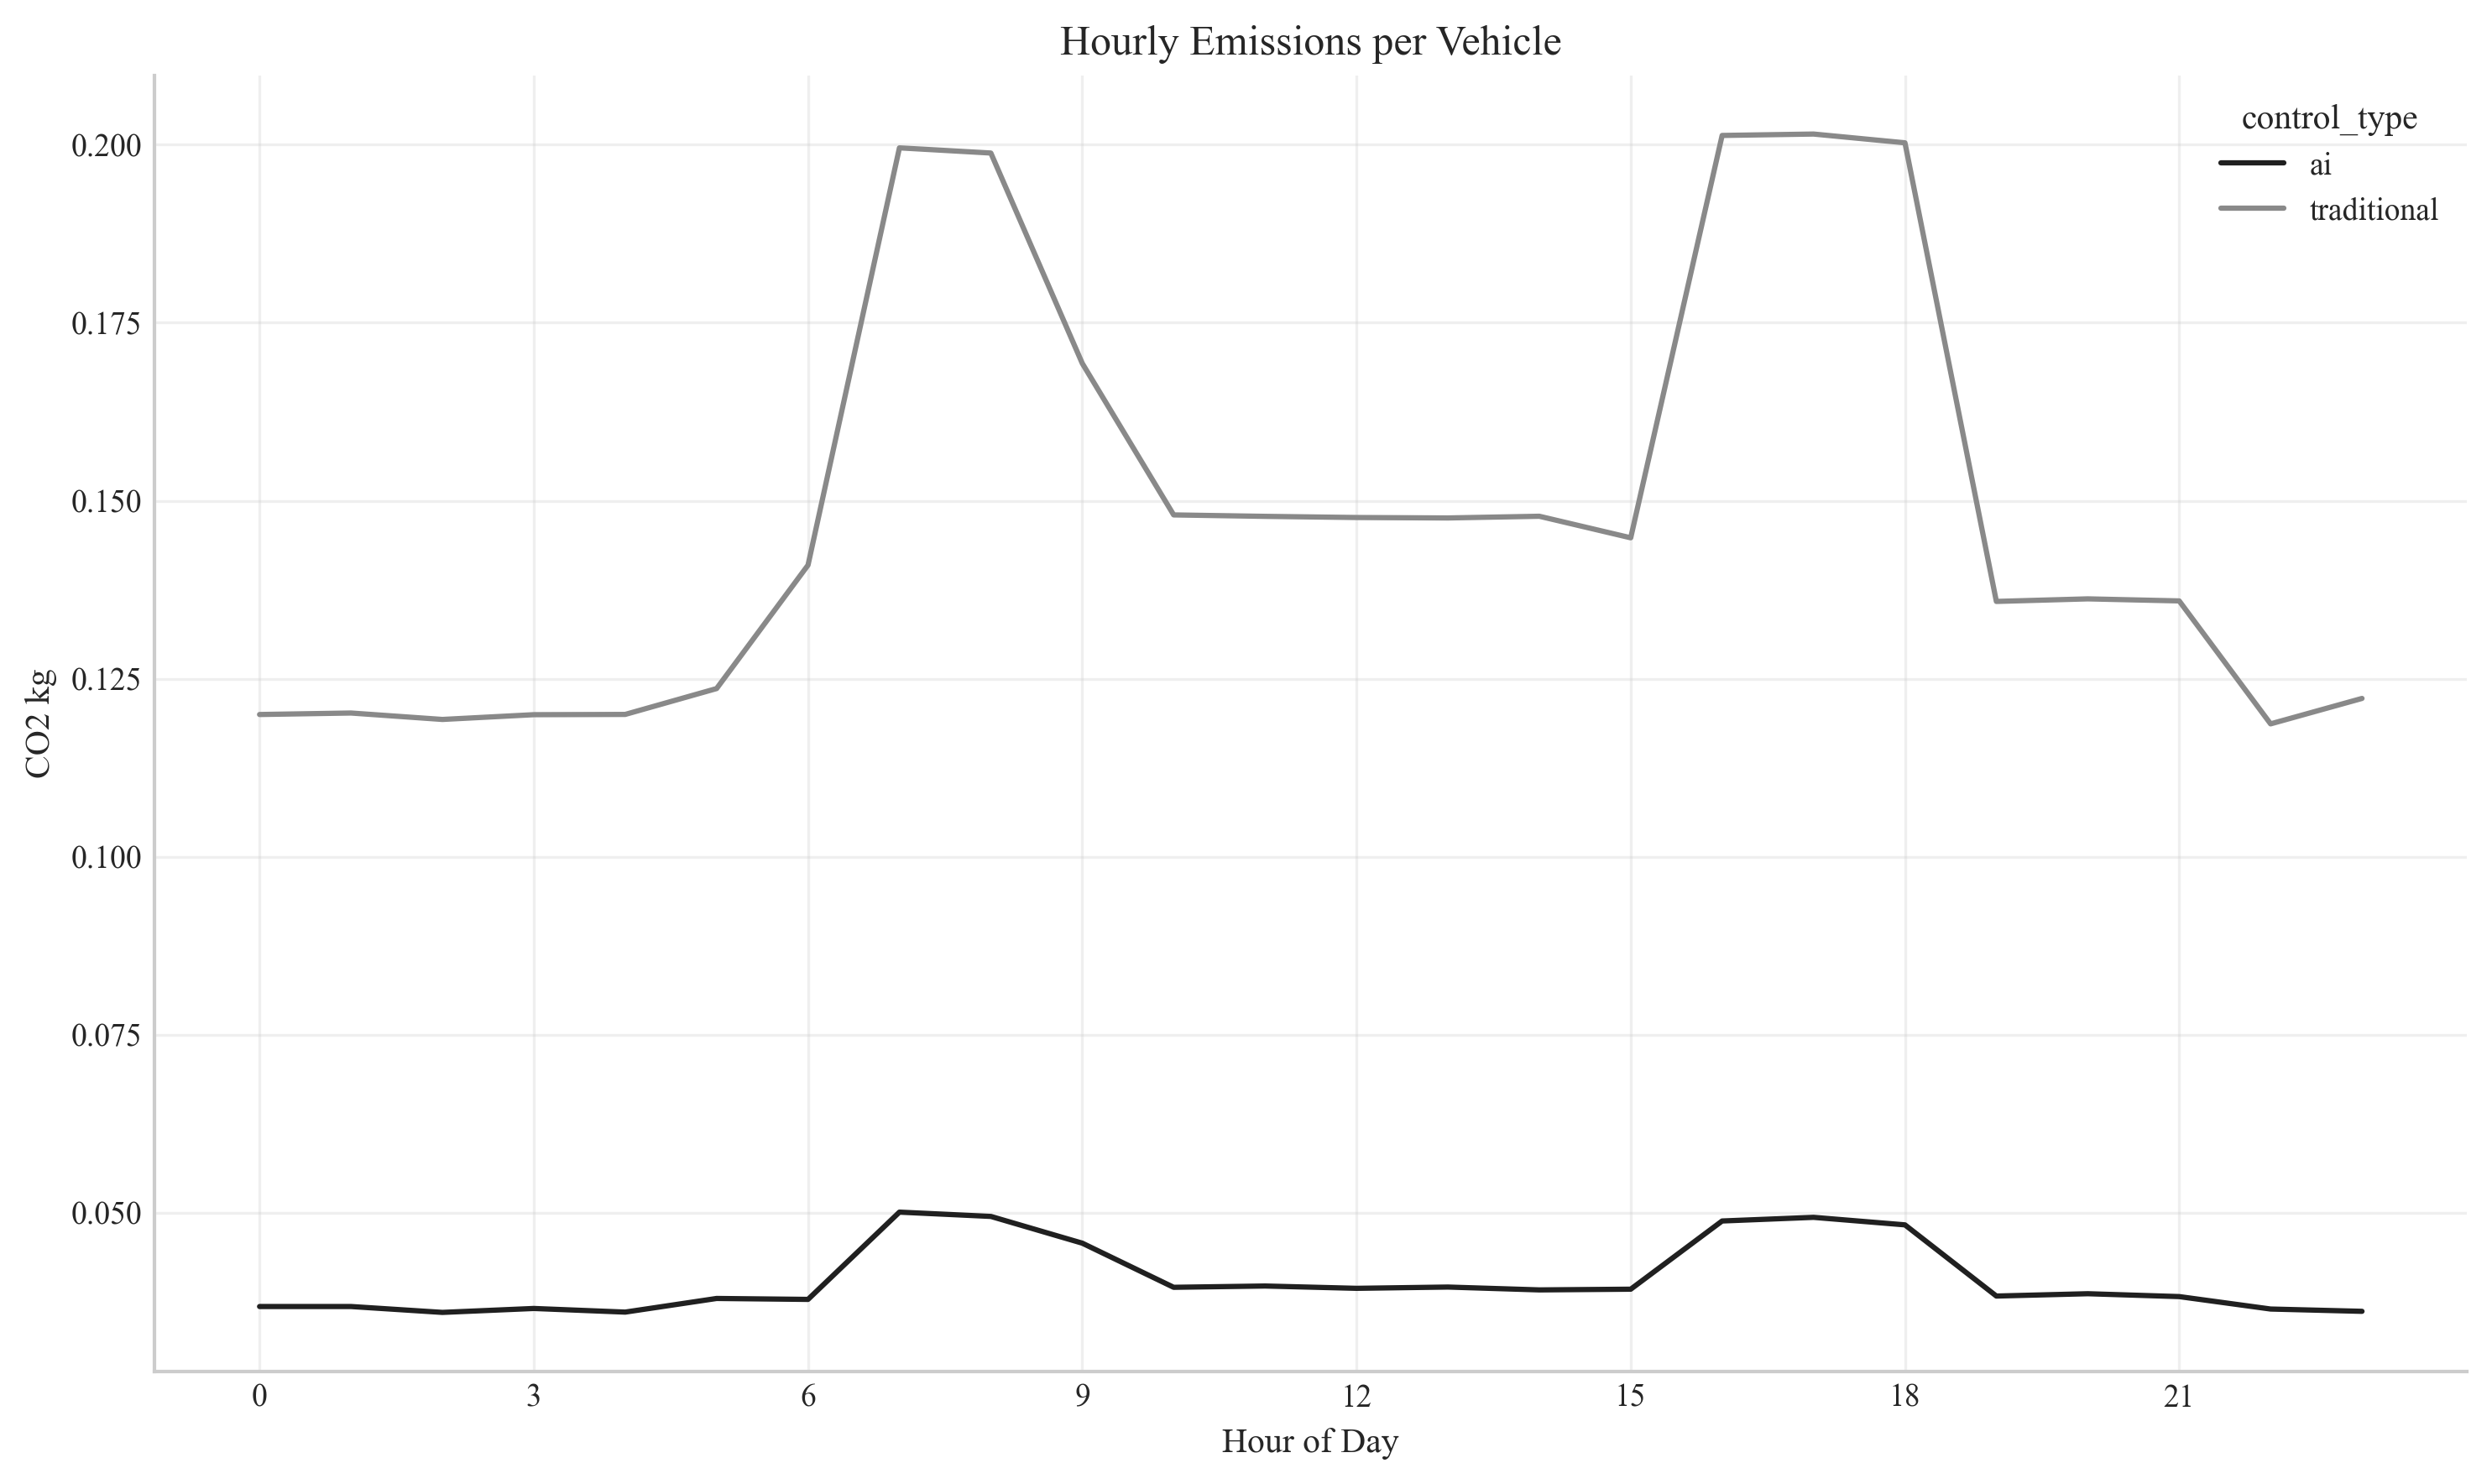 Hourly Emissions per Vehicle
control_type
ai
traditional
CO2 kg
0.200
0.175
0.150
0.125
0.100
0.075
0.050
0 3 6 9 12 15 18 21
Hour of Day